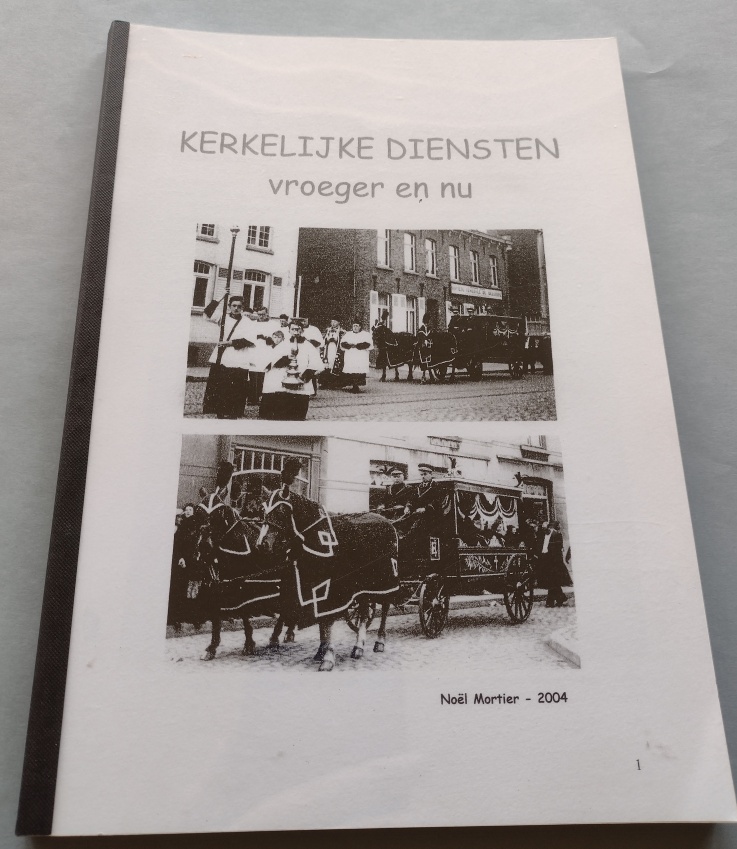 KERKELIJKE DIENSTEN
vroeger en nu
Noël Mortier - 2004
1